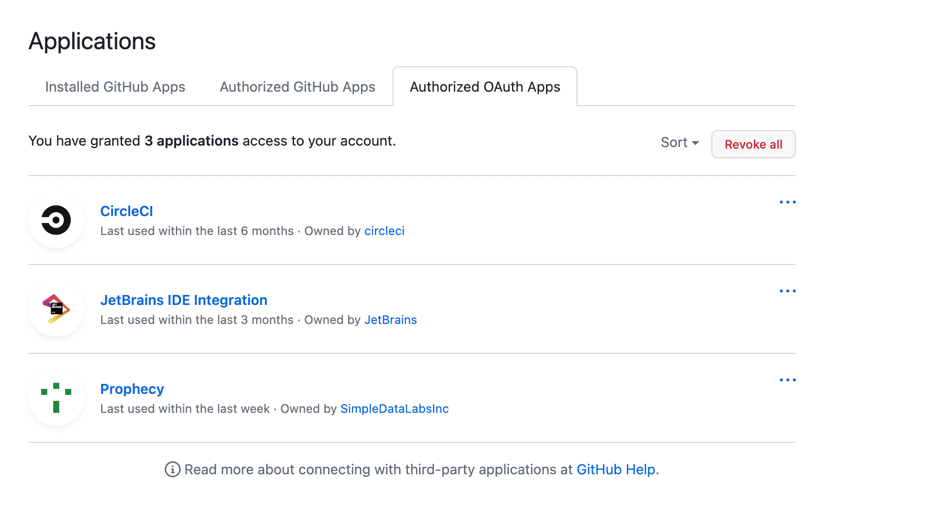 Applications
Installed GitHub Apps Authorized GitHub Apps Authorized OAuth Apps
You have granted 3 applications access to your account. Sort Revoke all
CircleCI
Last used within the last 6 months · Owned by circleci
JetBrains IDE Integration
Last used within the last 3 months · Owned by JetBrains
Prophecy
Last used within the last week · Owned by SimpleDataLabsInc
Read more about connecting with third-party applications at GitHub Help.